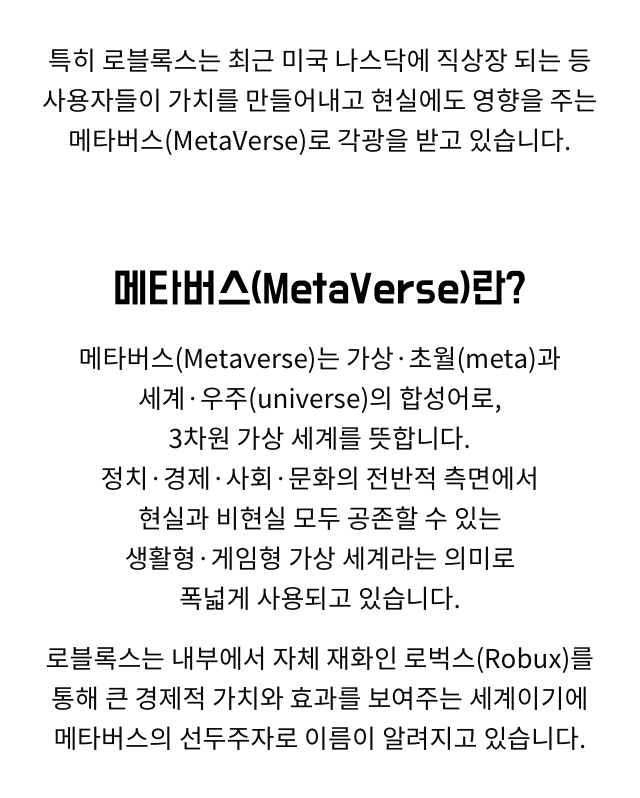 특히 로블록스는 최근 미국 나스닥에 직상장 되는 등
사용자들이 가치를 만들어내고 현실에도 영향을 주는
메타버스(MetaVerse)로 각광을 받고 있습니다.
메타버스(MetaVerse)란?
메타버스(Metaverse)는 가상·초월(meta)과
세계·우주(universe)의 합성어로,
3차원 가상 세계를 뜻합니다.
정치·경제·사회·문화의 전반적 측면에서
현실과 비현실 모두 공존할 수 있는
생활형·게임형 가상 세계라는 의미로
폭넓게 사용되고 있습니다.
로블록스는 내부에서 자체 재화인 로벅스(Robux)를
통해 큰 경제적 가치와 효과를 보여주는 세계이기에
메타버스의 선두주자로 이름이 알려지고 있습니다.